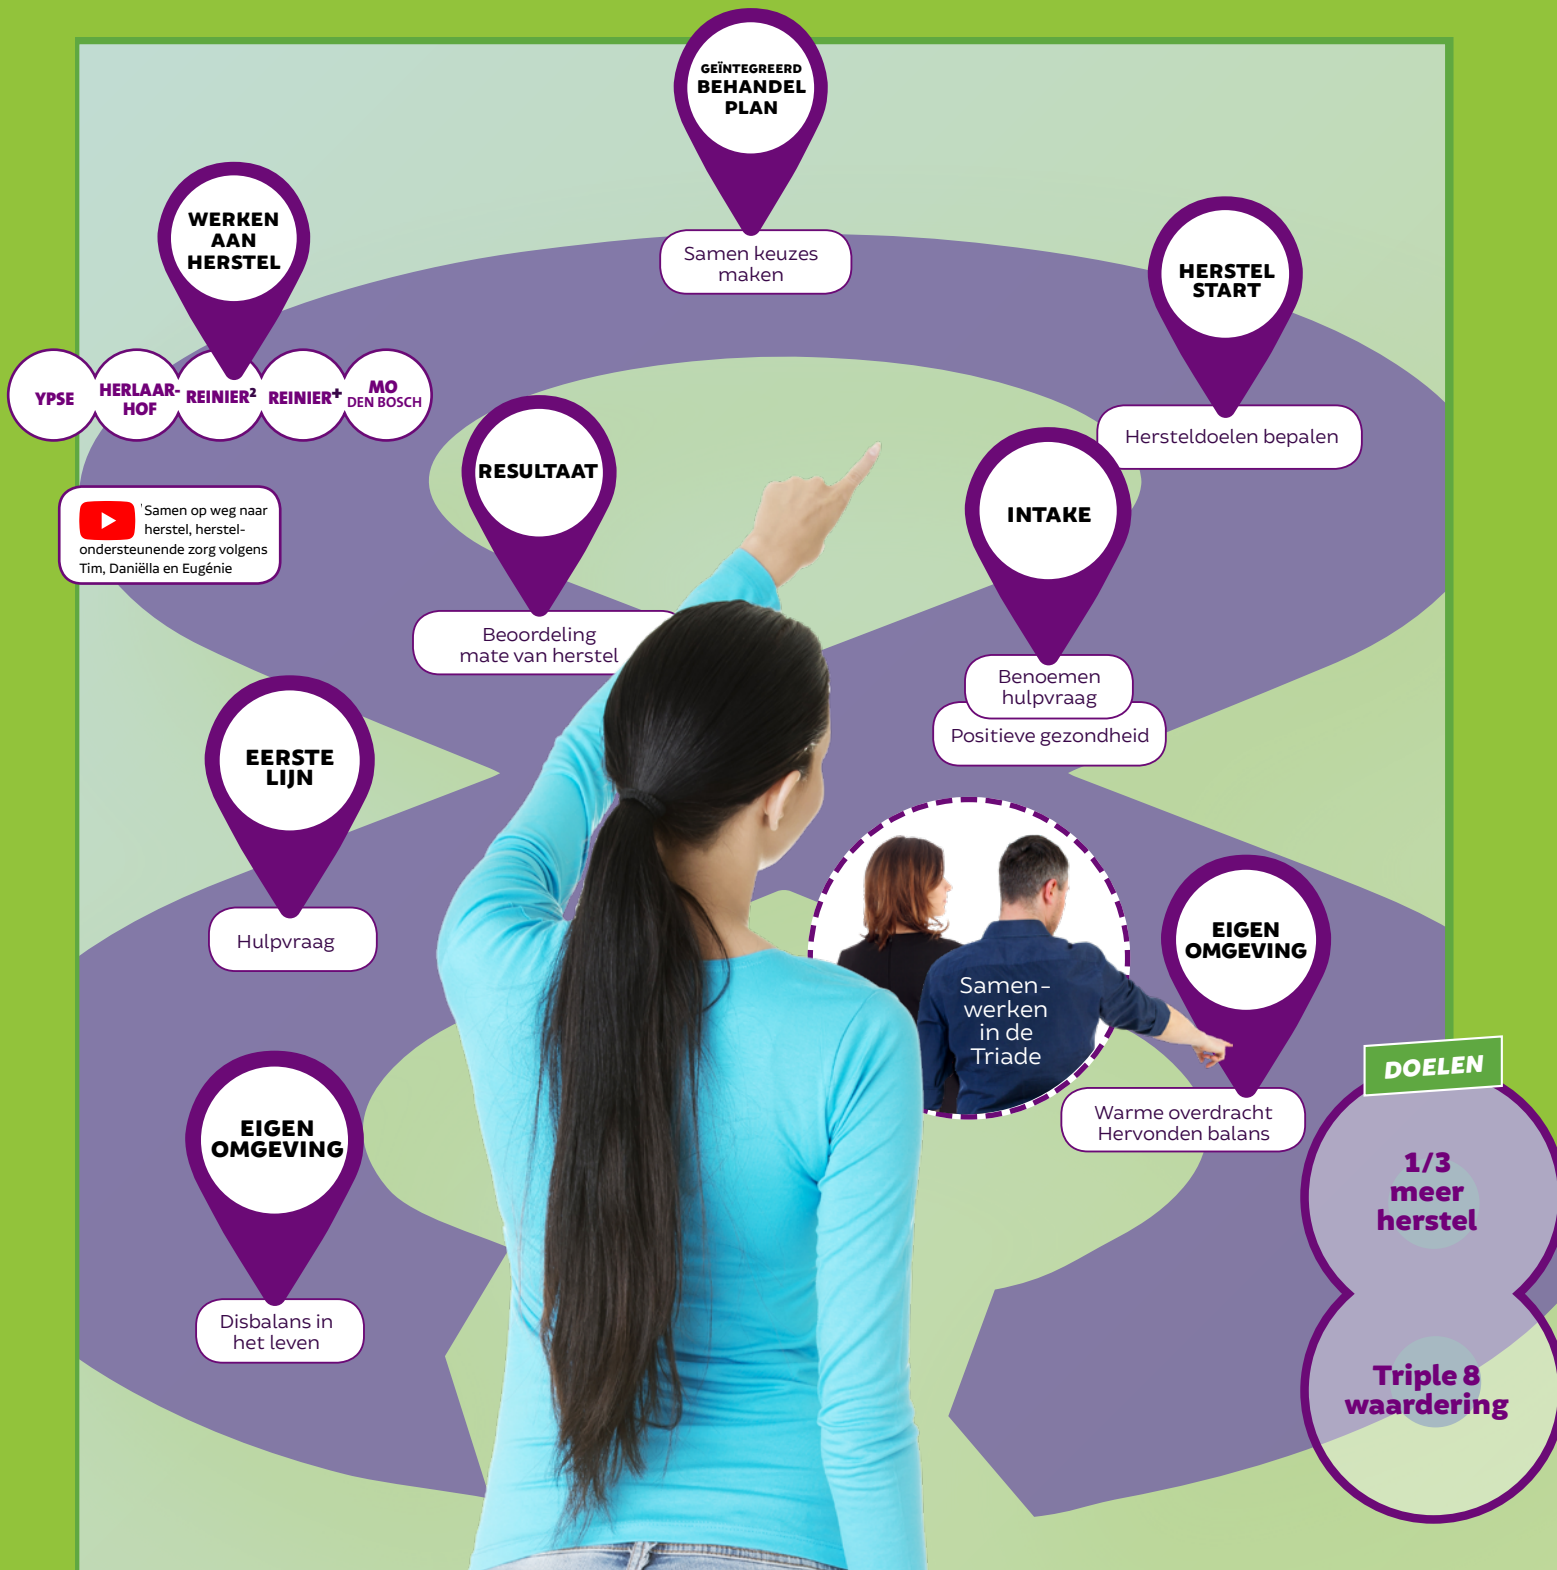 GEÏNTEGREERD
BEHANDEL
PLAN
Samen keuzes
maken
WERKEN
AAN
HERSTEL
YPSE
HERLAAR-
HOF
REINIER²
REINIER⁺
MO
DEN BOSCH
'Samen op weg naar
herstel, herstel-
ondersteunende zorg volgens
Tim, Daniëlla en Eugénie
HERSTEL
START
Hersteldoelen bepalen
RESULTAAT
Beoordeling
mate van herstel
INTAKE
Benoemen
hulpvraag
Positieve gezondheid
EERSTE
LIJN
Hulpvraag
Samen-
werken
in de
Triade
EIGEN
OMGEVING
Warme overdracht
Hervonden balans
EIGEN
OMGEVING
Disbalans in
het leven
DOELEN
1/3
meer
herstel
Triple 8
waardering